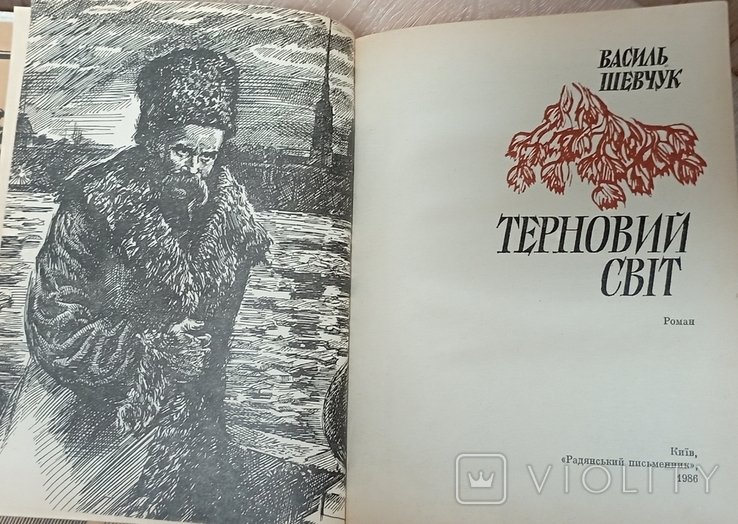 ВАСИЛЬ
ШЕВЧУК
ТЕРНОВИЙ
СВІТ
Роман
Київ,
«Радянський письменник»,
1986
VIOLITY